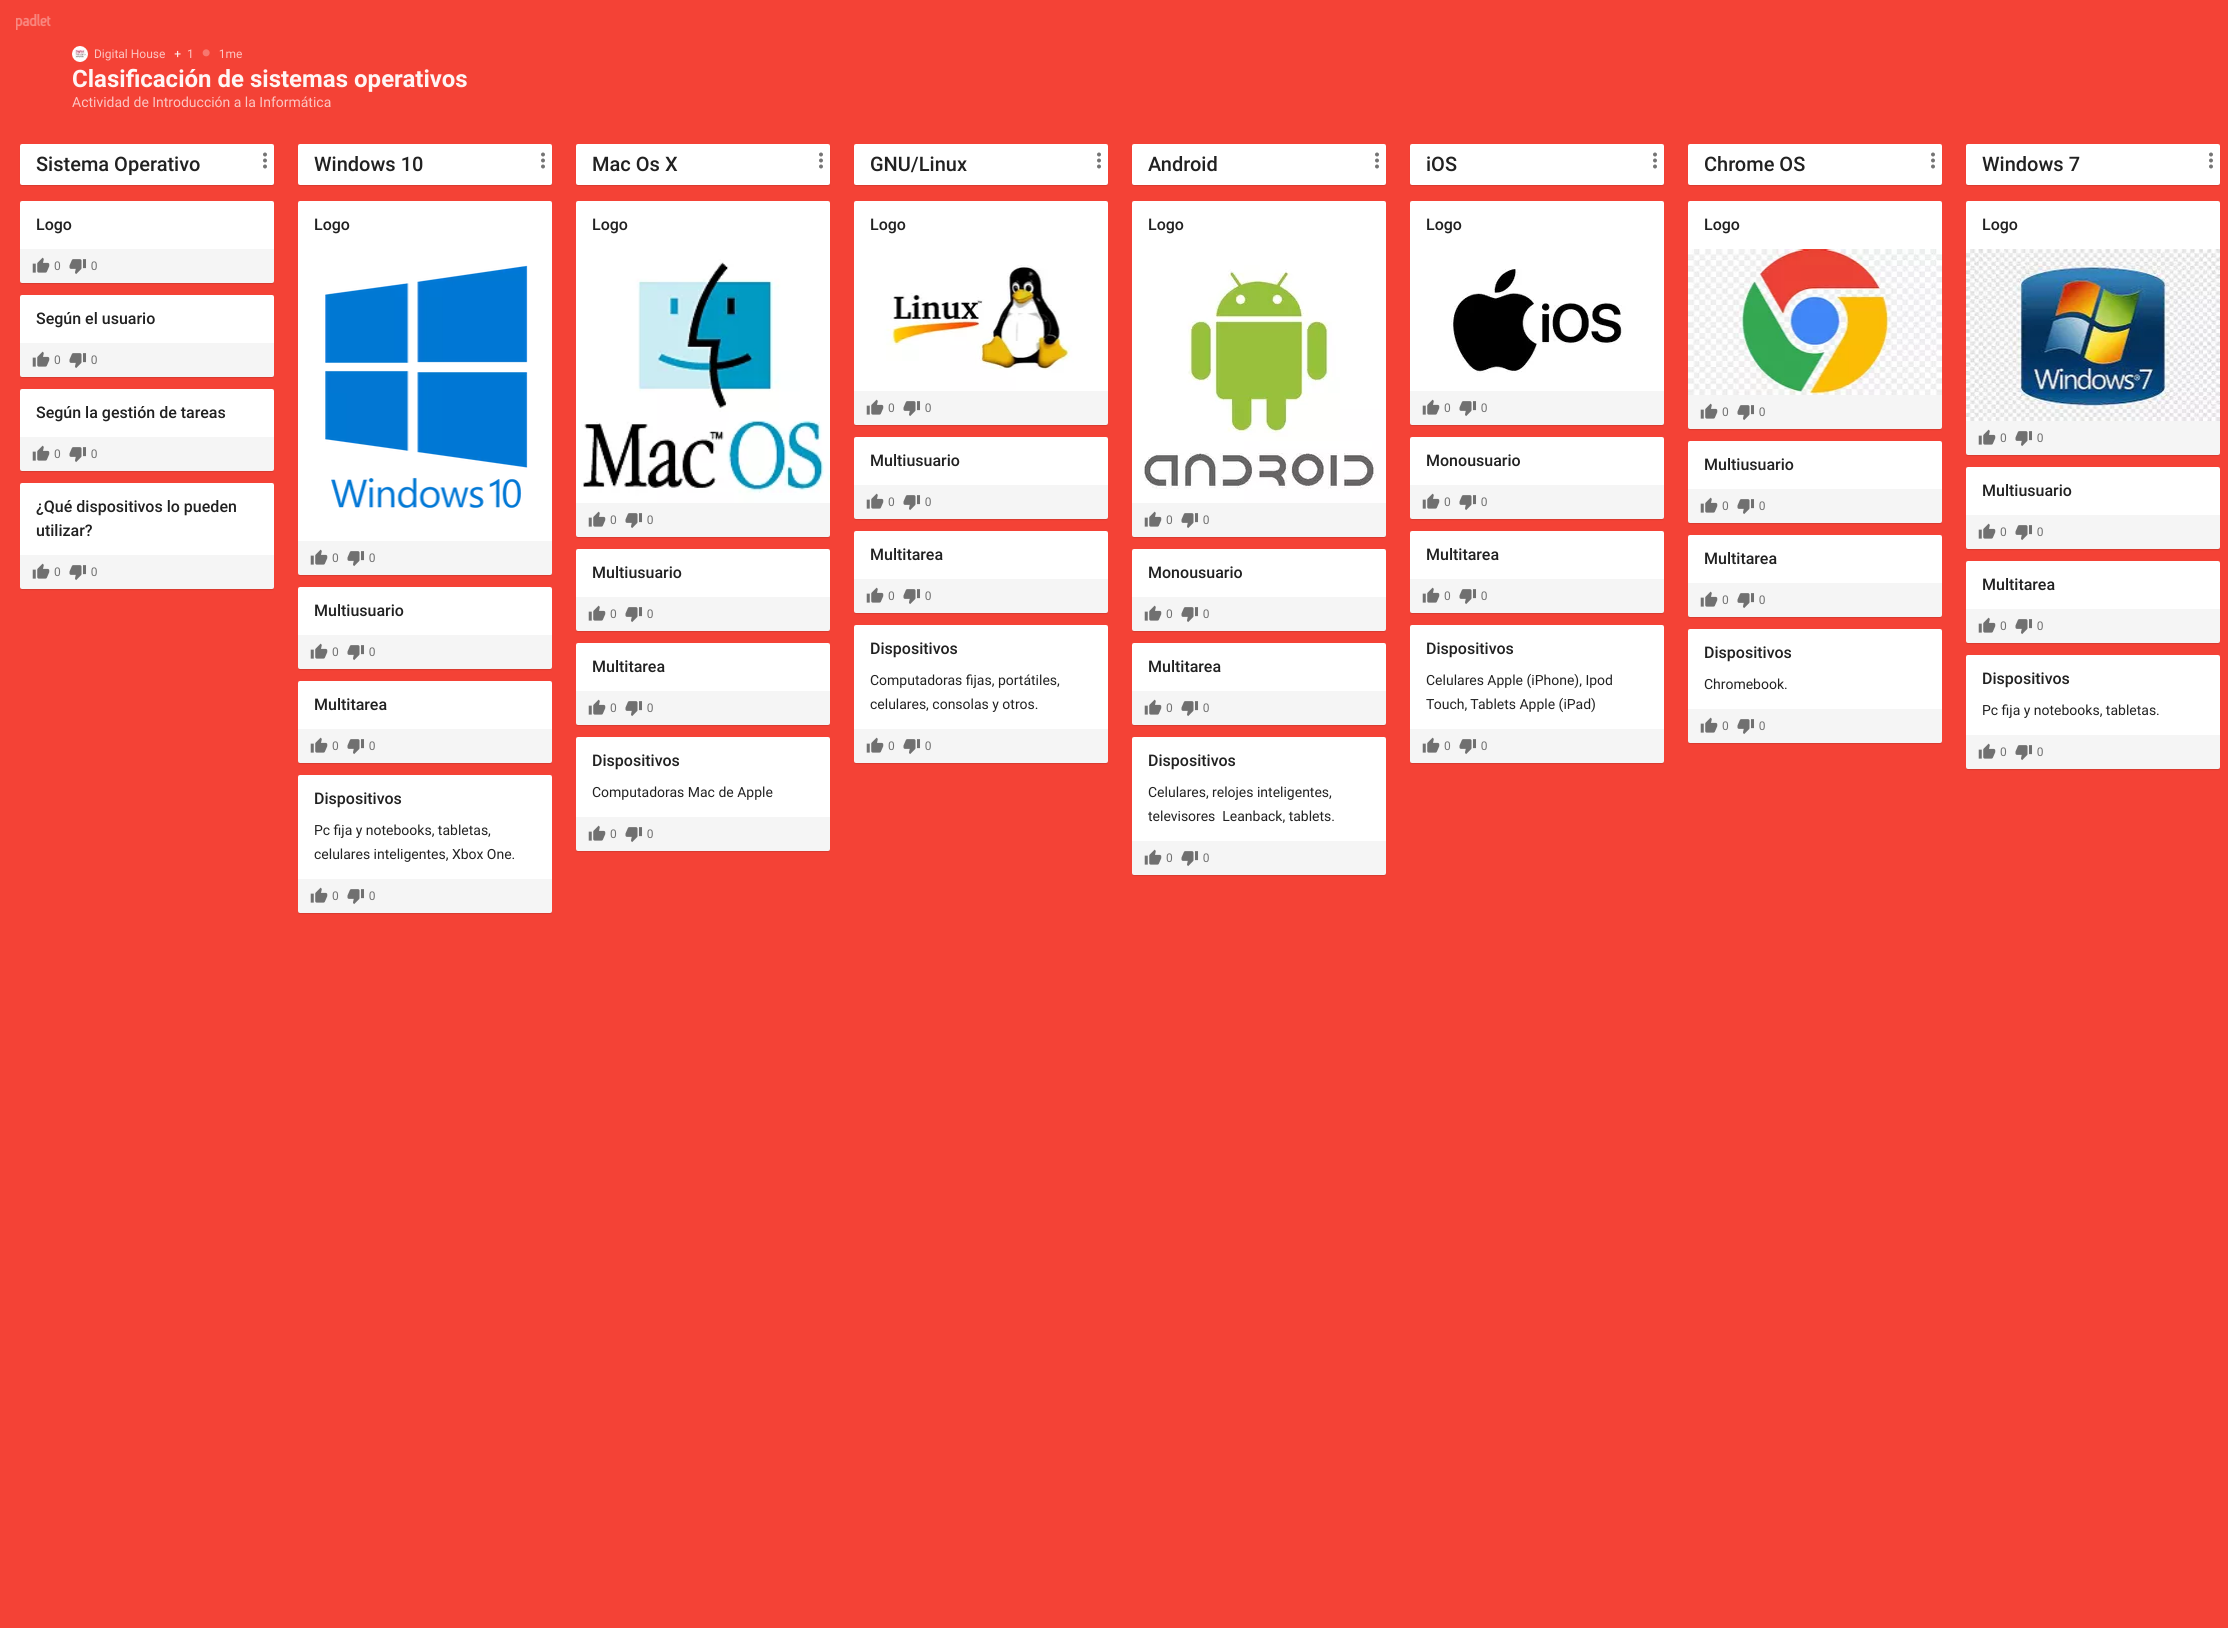 padlet
Digital House + 1 • 1me
Clasificación de sistemas operativos
Actividad de Introducción a la Informática
Sistema Operativo
Logo
0 0
Según el usuario
0 0
Según la gestión de tareas
0 0
¿Qué dispositivos lo pueden
utilizar?
0 0
Windows 10
Logo
Windows 10
0 0
Multiusuario
0 0
Multitarea
0 0
Dispositivos
Pc fija y notebooks, tabletas,
celulares inteligentes, Xbox One.
0 0
Mac Os X
Logo
Mac™OS
0 0
Multiusuario
0 0
Multitarea
0 0
Dispositivos
Computadoras Mac de Apple
0 0
GNU/Linux
Logo
Linux™
0 0
Multiusuario
0 0
Multitarea
0 0
Dispositivos
Computadoras fijas, portátiles,
celulares, consolas y otros.
0 0
Android
Logo
ANDROID
0 0
Monousuario
0 0
Multitarea
0 0
Dispositivos
Celulares, relojes inteligentes,
televisores  Leanback, tablets.
0 0
iOS
Logo
iOS
0 0
Monousuario
0 0
Multitarea
0 0
Dispositivos
Celulares Apple (iPhone), Ipod
Touch, Tablets Apple (iPad)
0 0
Chrome OS
Logo
0 0
Multiusuario
0 0
Multitarea
0 0
Dispositivos
Chromebook.
0 0
Windows 7
Logo
Windows®7
0 0
Multiusuario
0 0
Multitarea
0 0
Dispositivos
Pc fija y notebooks, tabletas.
0 0